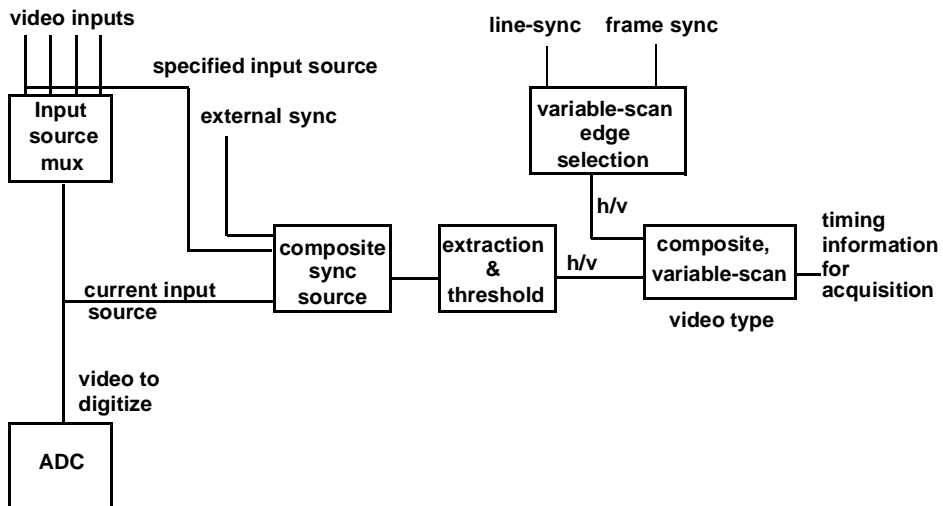 video inputs
line-sync
frame sync
specified input source
Input
source
mux
external sync
variable-scan
edge
selection
h/v
composite
sync
source
extraction
&
threshold
h/v
composite,
variable-scan
timing
information
for
acquisition
video type
current input
source
video to
digitize
ADC